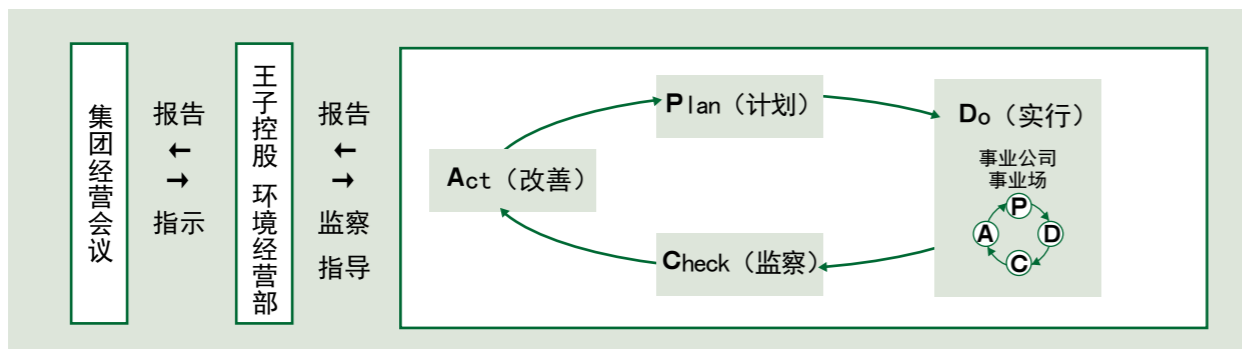 集团经营会议
报告
←
→
指示
王子控股 环境经营部
报告
←
→
监察
指导
Plan（计划）
Do（实行）
事业公司
事业场
P
D
C
A
Check（监察）
Act（改善）